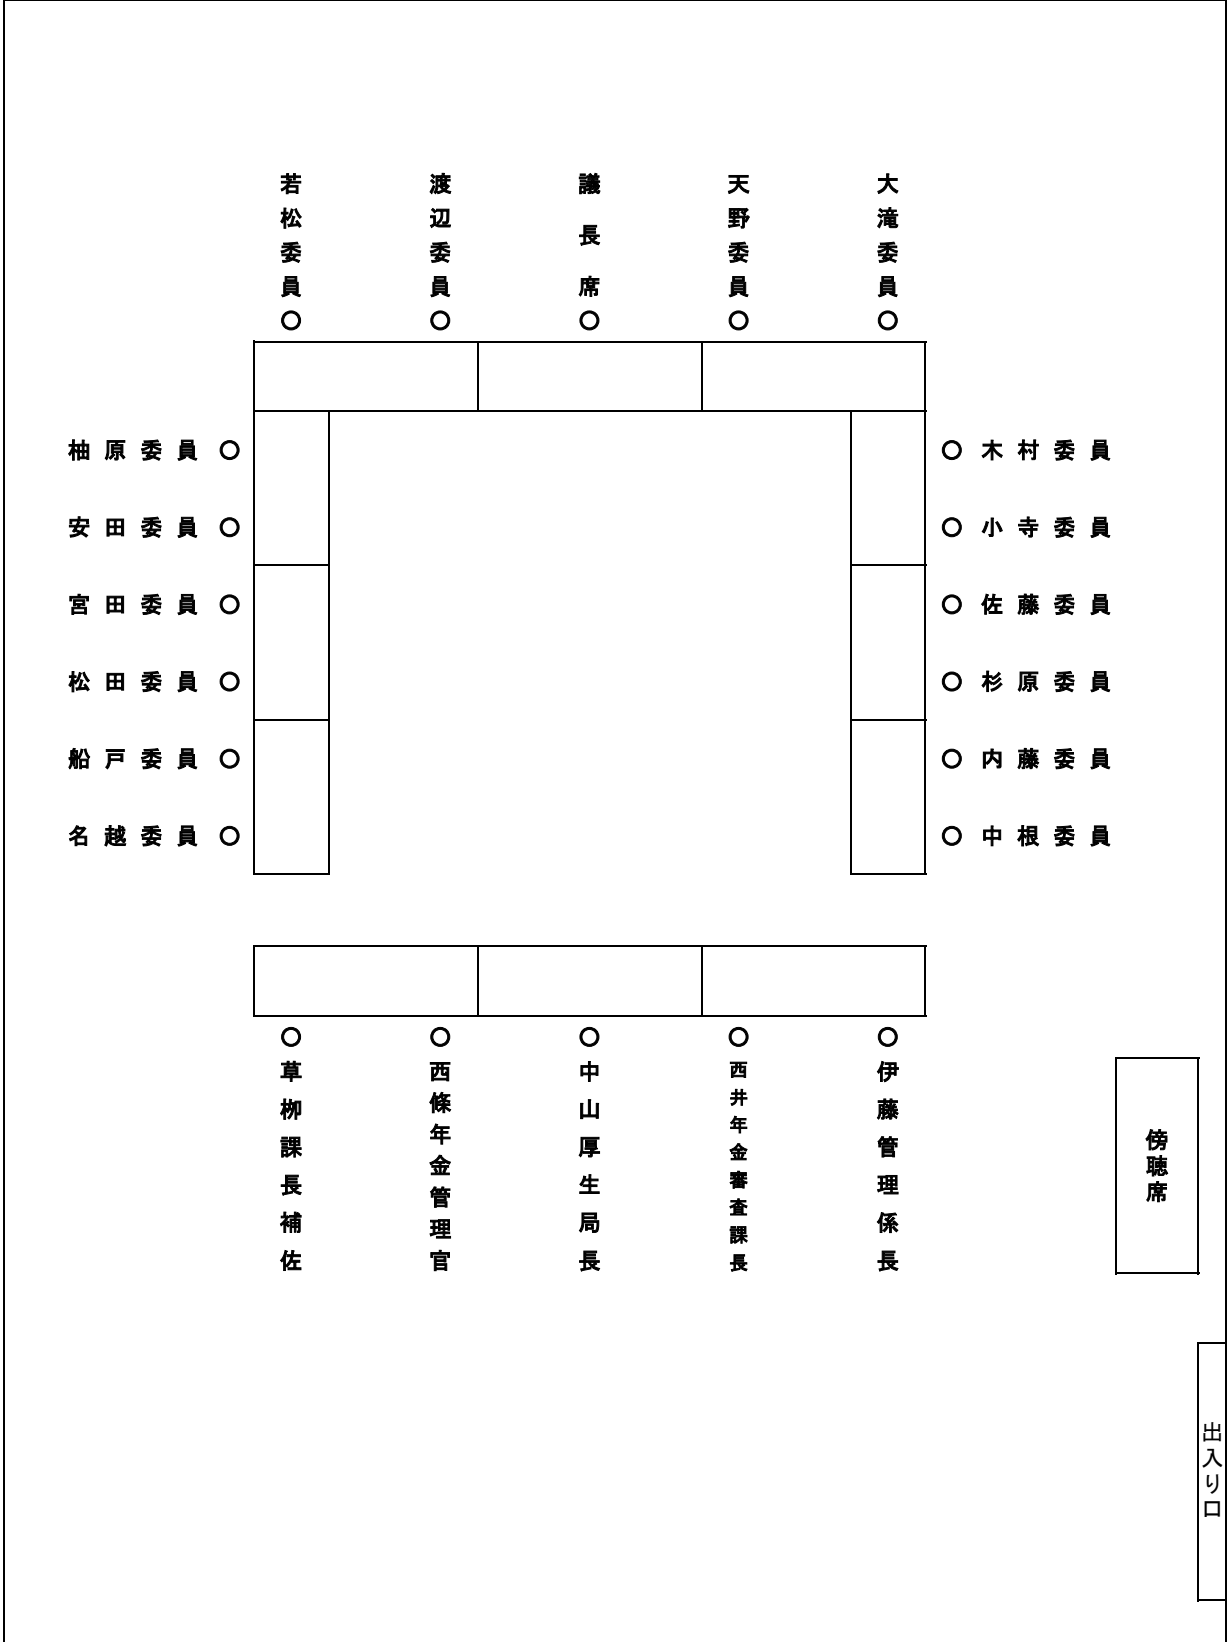 若松委員○
渡辺委員○
議長席○
天野委員○
大滝委員○
柚原委員○
安田委員○
宮田委員○
松田委員○
船戸委員○
名越委員○
○木村委員
○小寺委員
○佐藤委員
○杉原委員
○内藤委員
○中根委員
○草栁課長補佐
○西條年金管理官
○中山厚生局長
○西井年金審査課長
○伊藤管理係長
傍聴席
出入り口